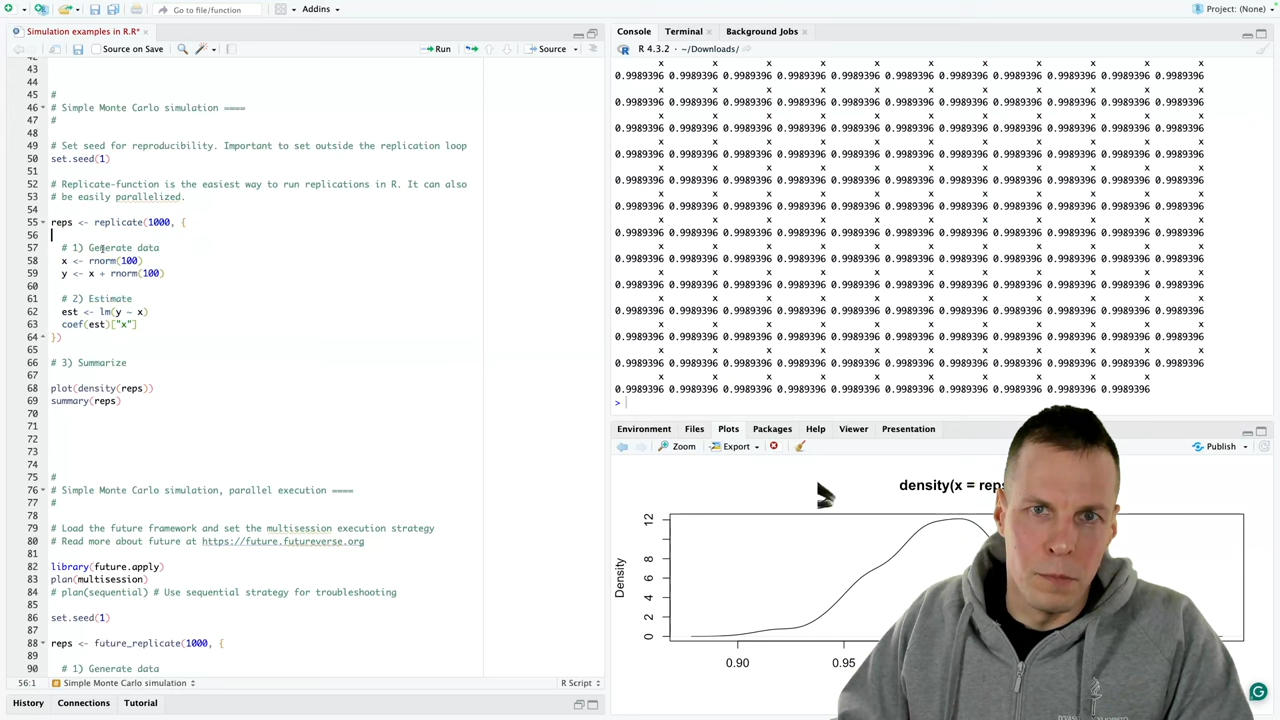 Go to file/function
Addins
Project: (None)
Simulation examples in R.R*
Source on Save
Run
Source
42
43
44
45 #
46 # Simple Monte Carlo simulation ====
47 #
48
49 # Set seed for reproducibility. Important to set outside the replication loop
50 set.seed(1)
51
52 # Replicate-function is the easiest way to run replications in R. It can also
53 # be easily parallelized.
54
55 reps <- replicate(1000, {
56
57 # 1) Generate data
58 x <- rnorm(100)
59 y <- x + rnorm(100)
60
61 # 2) Estimate
62 est <- lm(y ~ x)
63 coef(est)["x"]
64 })
65
66 # 3) Summarize
67
68 plot(density(reps))
69 summary(reps)
70
71
72
73
74
75 #
76 # Simple Monte Carlo simulation, parallel execution ====
77 #
78
79 # Load the future framework and set the multisession execution strategy
80 # Read more about future at https://future.futureverse.org
81
82 library(future.apply)
83 plan(multisession)
84 # plan(sequential) # Use sequential strategy for troubleshooting
85
86 set.seed(1)
87
88 reps <- future_replicate(1000, {
89
90 # 1) Generate data
56:1 Simple Monte Carlo simulation R Script
History Connections Tutorial
Console Terminal Background Jobs
R 4.3.2 · ~/Downloads/
x x x x x x x x x x x
0.9989396 0.9989396 0.9989396 0.9989396 0.9989396 0.9989396 0.9989396 0.9989396 0.9989396 0.9989396 0.9989396
x x x x x x x x x x x
0.9989396 0.9989396 0.9989396 0.9989396 0.9989396 0.9989396 0.9989396 0.9989396 0.9989396 0.9989396 0.9989396
x x x x x x x x x x x
0.9989396 0.9989396 0.9989396 0.9989396 0.9989396 0.9989396 0.9989396 0.9989396 0.9989396 0.9989396 0.9989396
x x x x x x x x x x x
0.9989396 0.9989396 0.9989396 0.9989396 0.9989396 0.9989396 0.9989396 0.9989396 0.9989396 0.9989396 0.9989396
x x x x x x x x x x x
0.9989396 0.9989396 0.9989396 0.9989396 0.9989396 0.9989396 0.9989396 0.9989396 0.9989396 0.9989396 0.9989396
x x x x x x x x x x x
0.9989396 0.9989396 0.9989396 0.9989396 0.9989396 0.9989396 0.9989396 0.9989396 0.9989396 0.9989396 0.9989396
x x x x x x x x x x x
0.9989396 0.9989396 0.9989396 0.9989396 0.9989396 0.9989396 0.9989396 0.9989396 0.9989396 0.9989396 0.9989396
x x x x x x x x x x x
0.9989396 0.9989396 0.9989396 0.9989396 0.9989396 0.9989396 0.9989396 0.9989396 0.9989396 0.9989396 0.9989396
x x x x x x x x x x x
0.9989396 0.9989396 0.9989396 0.9989396 0.9989396 0.9989396 0.9989396 0.9989396 0.9989396 0.9989396 0.9989396
x x x x x x x x x x x
0.9989396 0.9989396 0.9989396 0.9989396 0.9989396 0.9989396 0.9989396 0.9989396 0.9989396 0.9989396 0.9989396
x x x x x x x x x x x
0.9989396 0.9989396 0.9989396 0.9989396 0.9989396 0.9989396 0.9989396 0.9989396 0.9989396 0.9989396 0.9989396
x x x x x x x x x x x
0.9989396 0.9989396 0.9989396 0.9989396 0.9989396 0.9989396 0.9989396 0.9989396 0.9989396 0.9989396 0.9989396
x x x x x x x x x x
0.9989396 0.9989396 0.9989396 0.9989396 0.9989396 0.9989396 0.9989396 0.9989396 0.9989396 0.9989396
>
Environment Files Plots Packages Help Viewer Presentation
Zoom Export Publish
density(x = reps
Density
12
8
6
4
2
0
0.90 0.95